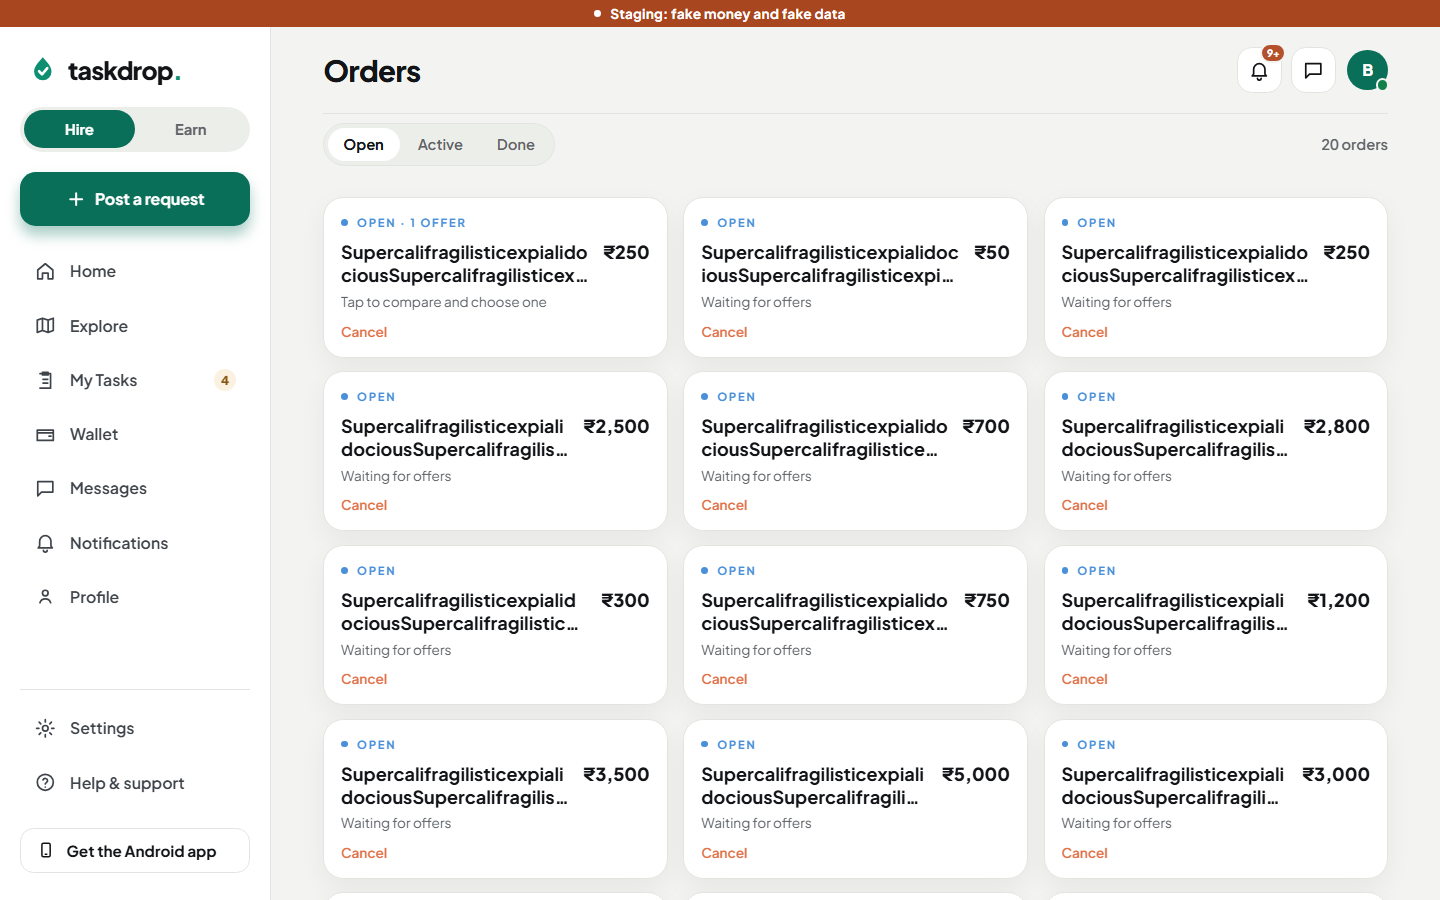 Staging: fake money and fake data
taskdrop.
Hire
Earn
Post a request
Home
Explore
My Tasks
4
Wallet
Messages
Notifications
Profile
Settings
Help & support
Get the Android app
Orders
9+
B
Open
Active
Done
20 orders
OPEN · 1 OFFER
Supercalifragilisticexpialido ₹250
ciousSupercalifragilisticex...
Tap to compare and choose one
Cancel
OPEN
Supercalifragilisticexpialidoc ₹50
iousSupercalifragilisticexpi...
Waiting for offers
Cancel
OPEN
Supercalifragilisticexpialido ₹250
ciousSupercalifragilisticex...
Waiting for offers
Cancel
OPEN
Supercalifragilisticexpiali ₹2,500
dociousSupercalifragilis...
Waiting for offers
Cancel
OPEN
Supercalifragilisticexpialido ₹700
ciousSupercalifragilistice...
Waiting for offers
Cancel
OPEN
Supercalifragilisticexpiali ₹2,800
dociousSupercalifragilis...
Waiting for offers
Cancel
OPEN
Supercalifragilisticexpialid ₹300
ociousSupercalifragilistic...
Waiting for offers
Cancel
OPEN
Supercalifragilisticexpialido ₹750
ciousSupercalifragilisticex...
Waiting for offers
Cancel
OPEN
Supercalifragilisticexpiali ₹1,200
dociousSupercalifragilis...
Waiting for offers
Cancel
OPEN
Supercalifragilisticexpiali ₹3,500
dociousSupercalifragilis...
Waiting for offers
Cancel
OPEN
Supercalifragilisticexpiali ₹5,000
dociousSupercalifragili...
Waiting for offers
Cancel
OPEN
Supercalifragilisticexpiali ₹3,000
dociousSupercalifragili...
Waiting for offers
Cancel